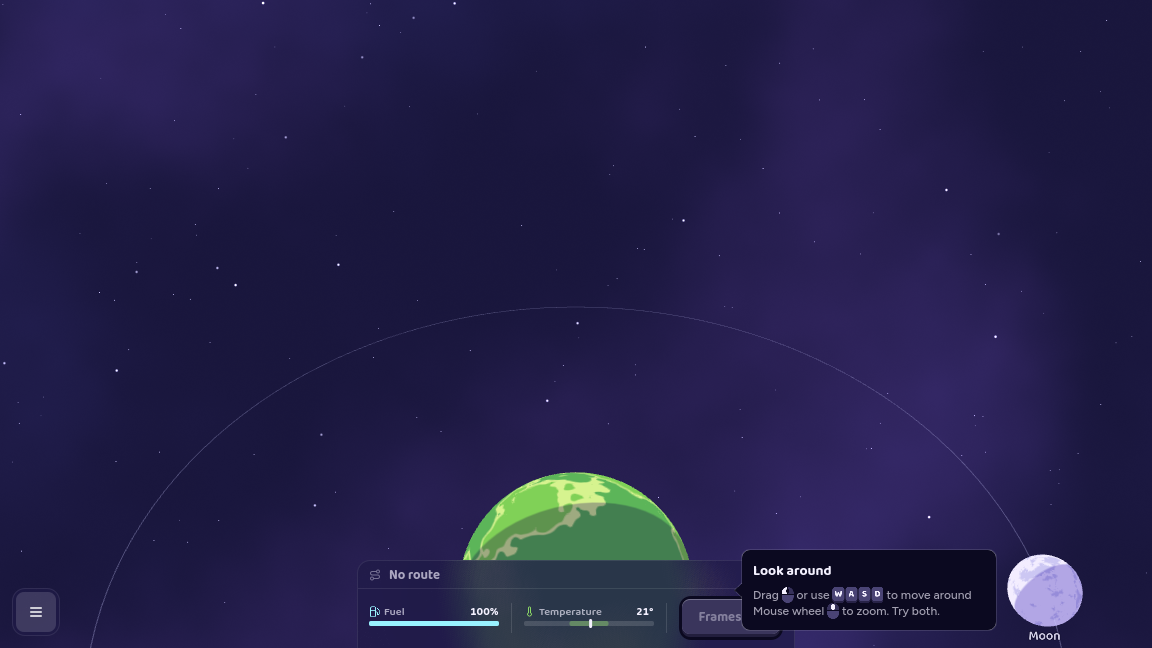 No route
Fuel 100%
Temperature 21°
Look around
Drag or use W A S D to move around
Mouse wheel to zoom. Try both.
Moon